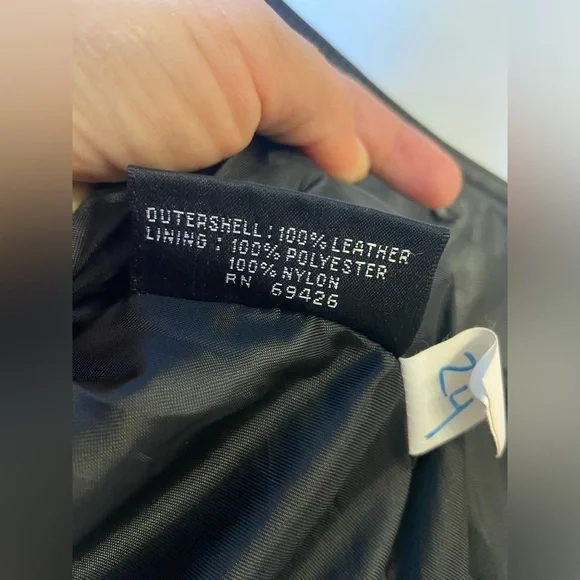 OUTERSHELL: 100% LEATHER
LINING : 100% POLYESTER
100% NYLON
RN 69426
24